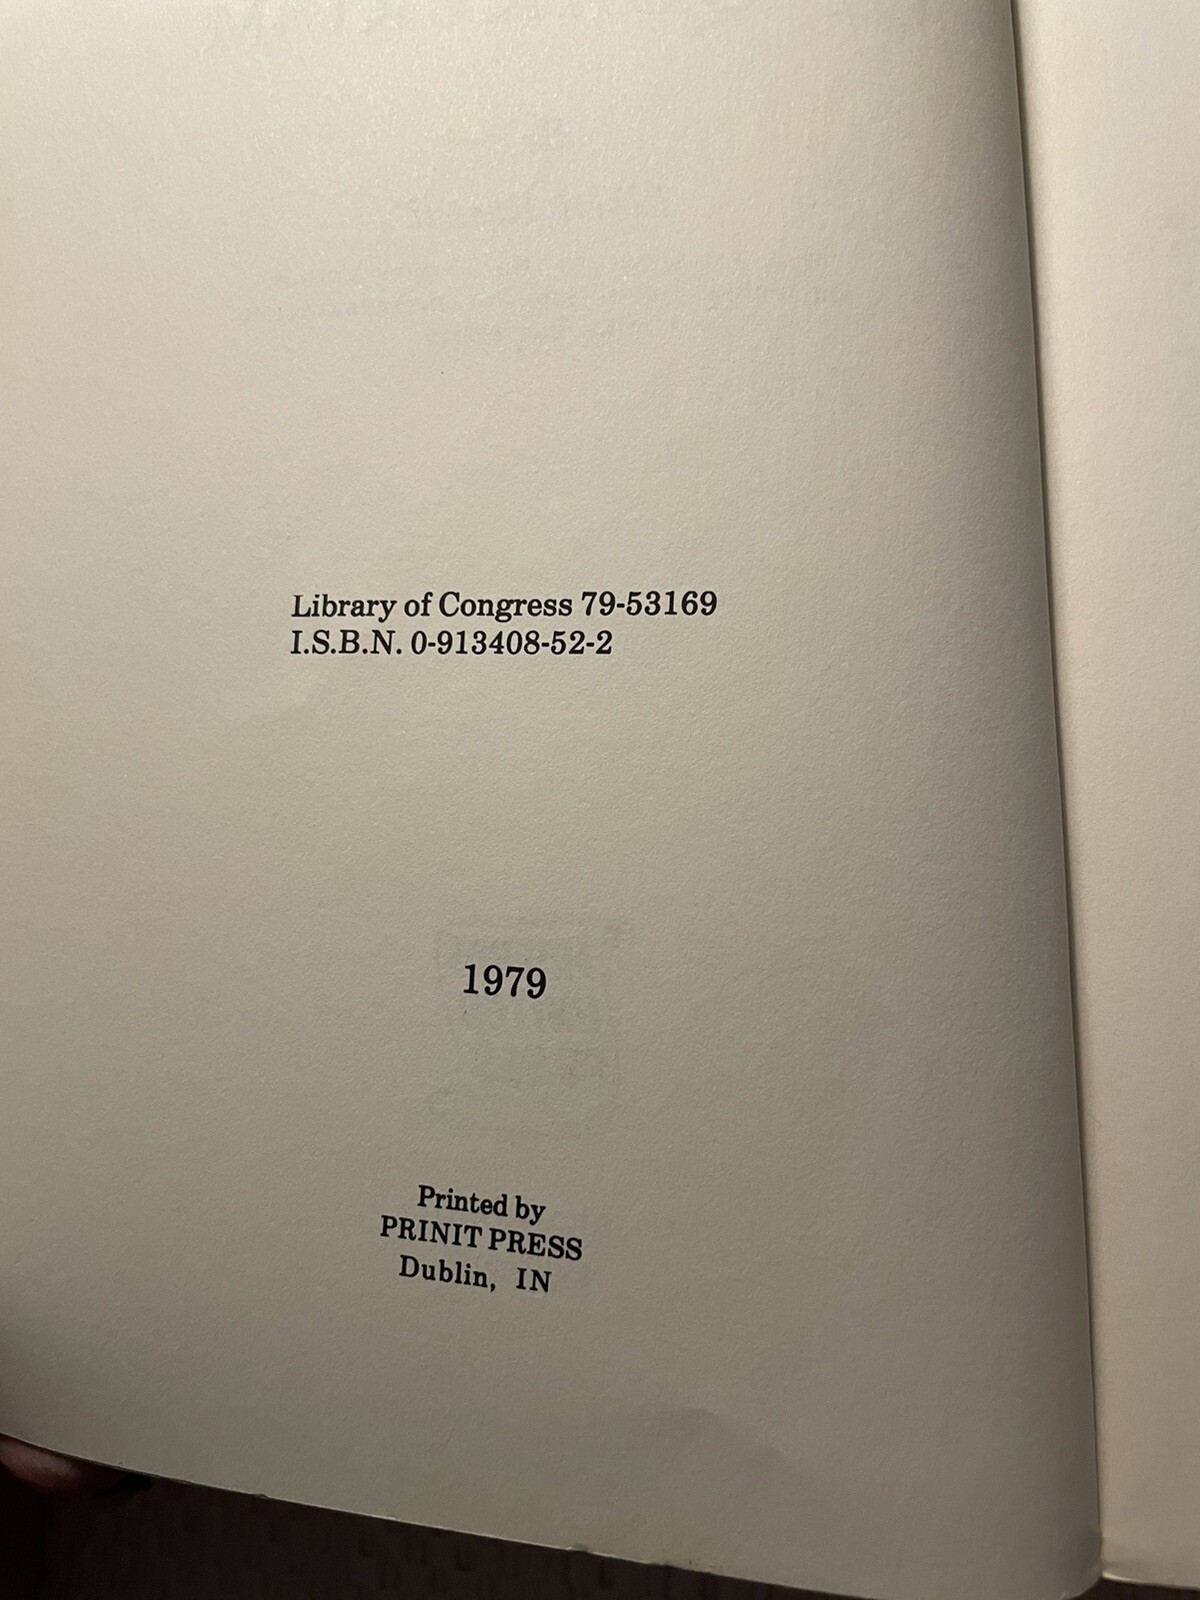 Library of Congress 79-53169
I.S.B.N. 0-913408-52-2
1979
Printed by
PRINIT PRESS
Dublin, IN